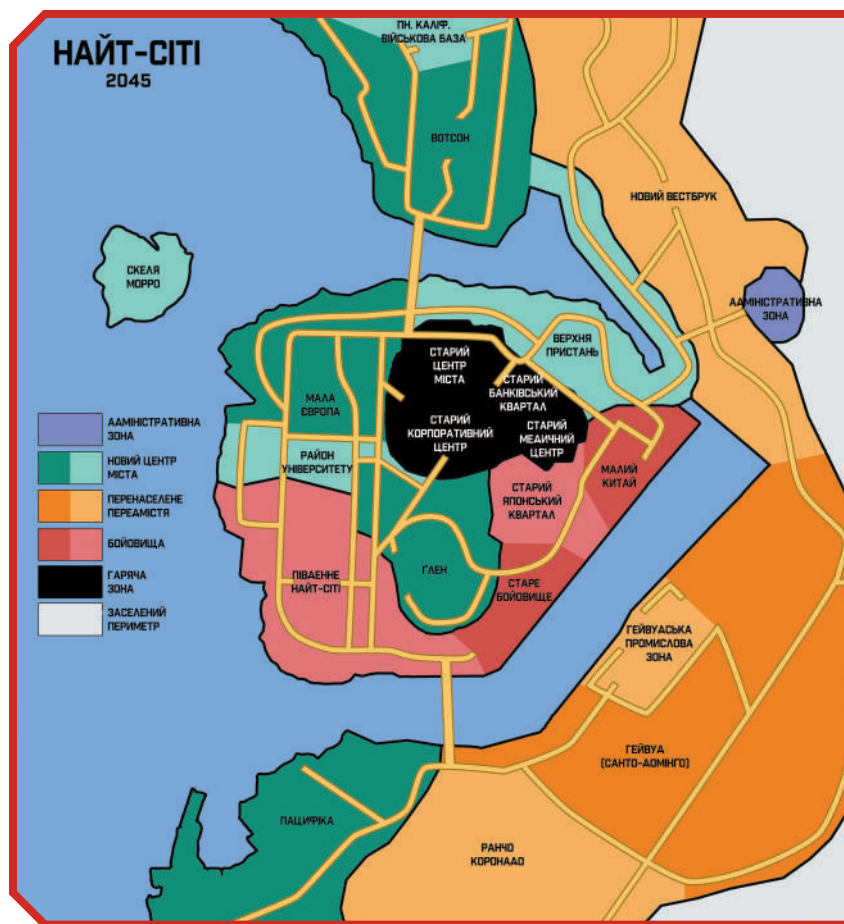 НАЙТ-СІТІ
2045
ПН. КАЛІФ.
ВІЙСЬКОВА БАЗА
ВОТСОН
НОВИЙ ВЕСТБРУК
СКЕЛЯ
МОРРО
АДМІНІСТРАТИВНА
ЗОНА
СТАРИЙ
ЦЕНТР
МІСТА
ВЕРХНЯ
ПРИСТАНЬ
СТАРИЙ
БАНКІВСЬКИЙ
КВАРТАЛ
МАЛА
ЄВРОПА
СТАРИЙ
КОРПОРАТИВНИЙ
ЦЕНТР
СТАРИЙ
МЕДИЧНИЙ
ЦЕНТР
РАЙОН
УНІВЕРСИТЕТУ
МАЛИЙ
КИТАЙ
СТАРИЙ
ЯПОНСЬКИЙ
КВАРТАЛ
ГЛЕН
ПІВДЕННЕ
НАЙТ-СІТІ
СТАРЕ
БОЙОВИЩЕ
ГЕЙВУДСЬКА
ПРОМИСЛОВА
ЗОНА
ГЕЙВУД
(САНТО-ДОМІНГО)
ПАЦИФІКА
РАНЧО
КОРОНАДО
АДМІНІСТРАТИВНА
ЗОНА
НОВИЙ ЦЕНТР
МІСТА
ПЕРЕНАСЕЛЕНЕ
ПЕРЕДМІСТЯ
БОЙОВИЩА
ГАРЯЧА
ЗОНА
ЗАСЕЛЕНИЙ
ПЕРИМЕТР